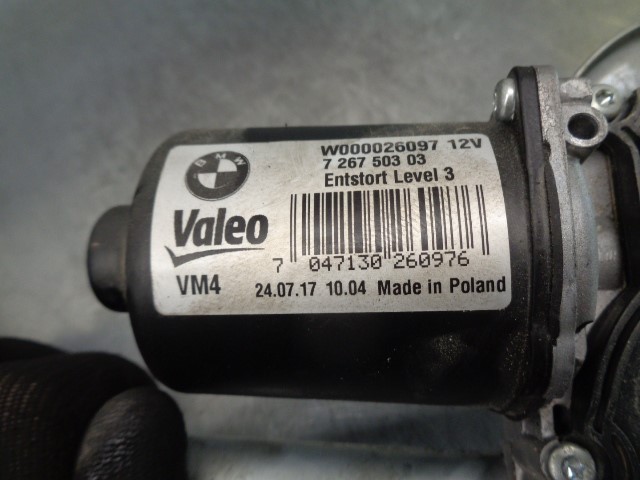 W000026097 12V
7 267 503 03
Entstort Level 3
BMW
Valeo
7 047130 260976
VM4
24.07.17 10.04 Made in Poland